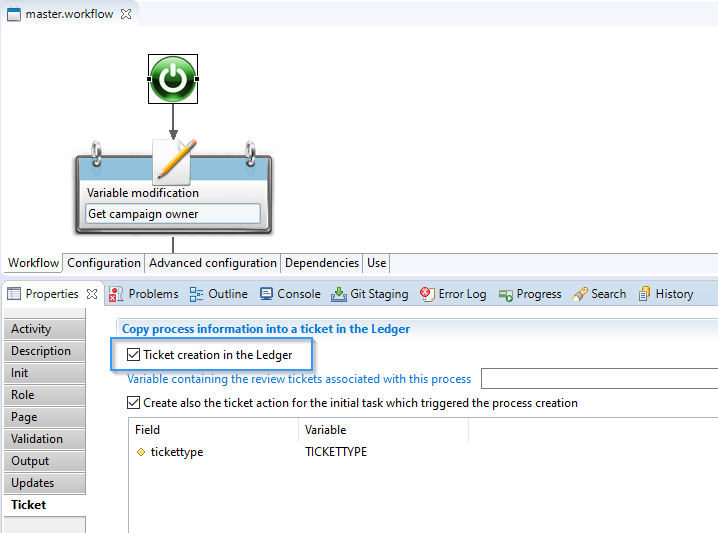 master.workflow
Variable modification
Get campaign owner
Workflow Configuration Advanced configuration Dependencies Use
Properties Problems Outline Console Git Staging Error Log Progress Search History
Activity
Description
Init
Role
Page
Validation
Output
Updates
Ticket
Copy process information into a ticket in the Ledger
Ticket creation in the Ledger
Variable containing the review tickets associated with this process
Create also the ticket action for the initial task which triggered the process creation
Field Variable
tickettype TICKETTYPE